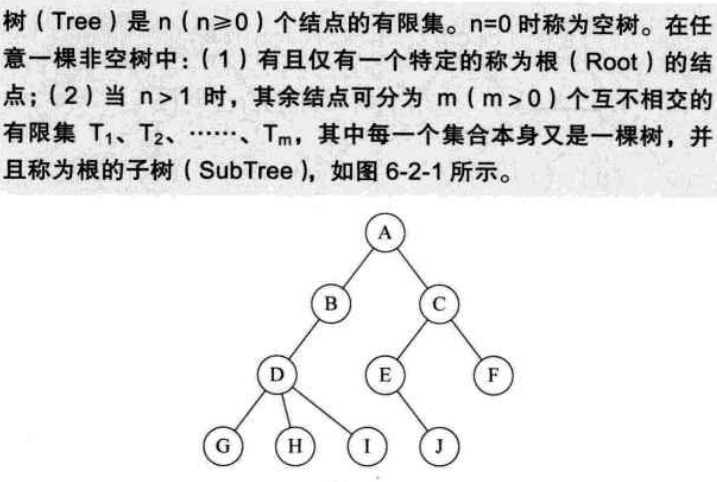 树（Tree）是 n（n≥0）个结点的有限集。n=0 时称为空树。在任
意一棵非空树中：（1）有且仅有一个特定的称为根（Root）的结
点；（2）当 n＞1 时，其余结点可分为 m（m＞0）个互不相交的
有限集 T₁、T₂、……、Tₘ，其中每一个集合本身又是一棵树，并
且称为根的子树（SubTree），如图 6-2-1 所示。
A
B C
D E F
G H I J